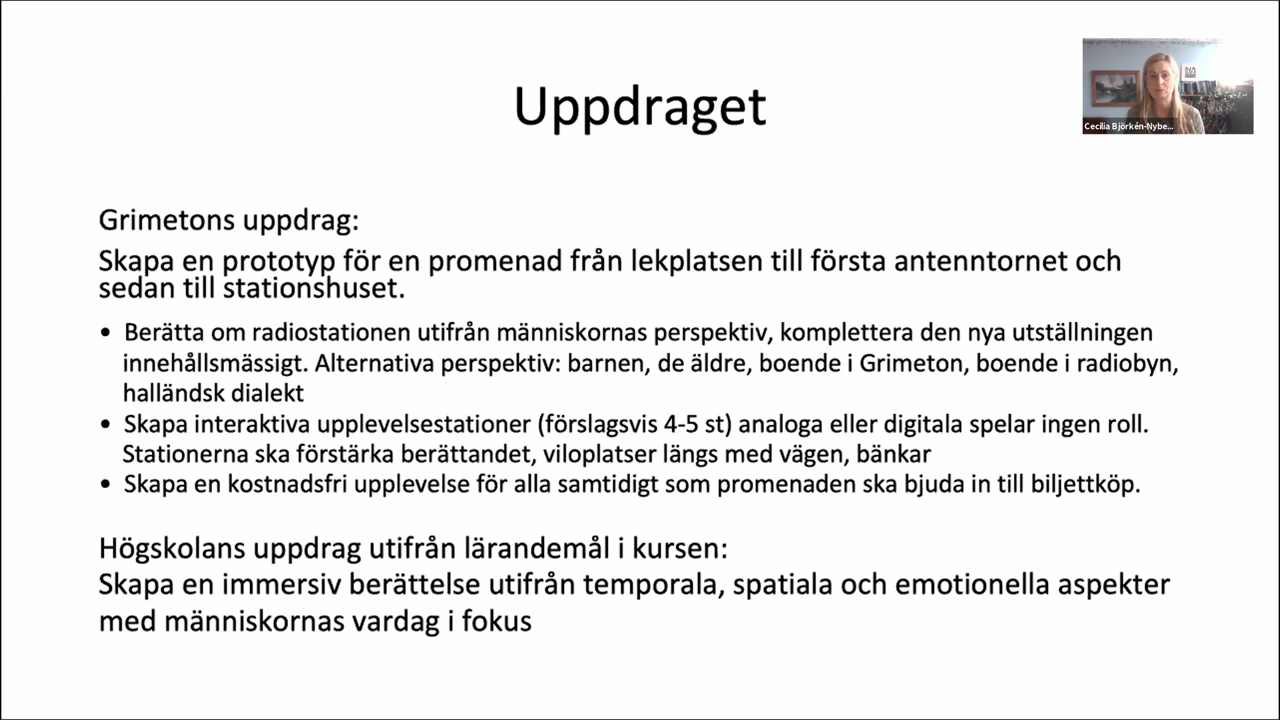 Uppdraget
Cecilia Björkén-Nybe...
Grimetons uppdrag:
Skapa en prototyp för en promenad från lekplatsen till första antenntornet och
sedan till stationshuset.
• Berätta om radiostationen utifrån människornas perspektiv, komplettera den nya utställningen
innehållsmässigt. Alternativa perspektiv: barnen, de äldre, boende i Grimeton, boende i radiobyn,
halländsk dialekt
• Skapa interaktiva upplevelsestationer (förslagsvis 4-5 st) analoga eller digitala spelar ingen roll.
Stationerna ska förstärka berättandet, viloplatser längs med vägen, bänkar
• Skapa en kostnadsfri upplevelse för alla samtidigt som promenaden ska bjuda in till biljettköp.
Högskolans uppdrag utifrån lärandemål i kursen:
Skapa en immersiv berättelse utifrån temporala, spatiala och emotionella aspekter
med människornas vardag i fokus